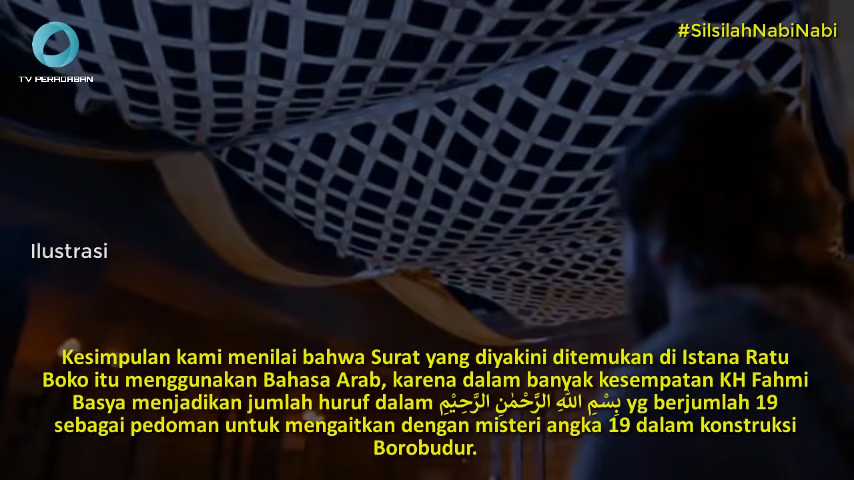 #SilsilahNabiNabi
TV PERADABAN
Ilustrasi
Kesimpulan kami menilai bahwa Surat yang diyakini ditemukan di Istana Ratu
Boko itu menggunakan Bahasa Arab, karena dalam banyak kesempatan KH Fahmi
Basya menjadikan jumlah huruf dalam بِسْمِ اللهِ الرَّحْمٰنِ الرَّحِيْمِ yg berjumlah 19
sebagai pedoman untuk mengaitkan dengan misteri angka 19 dalam konstruksi
Borobudur.